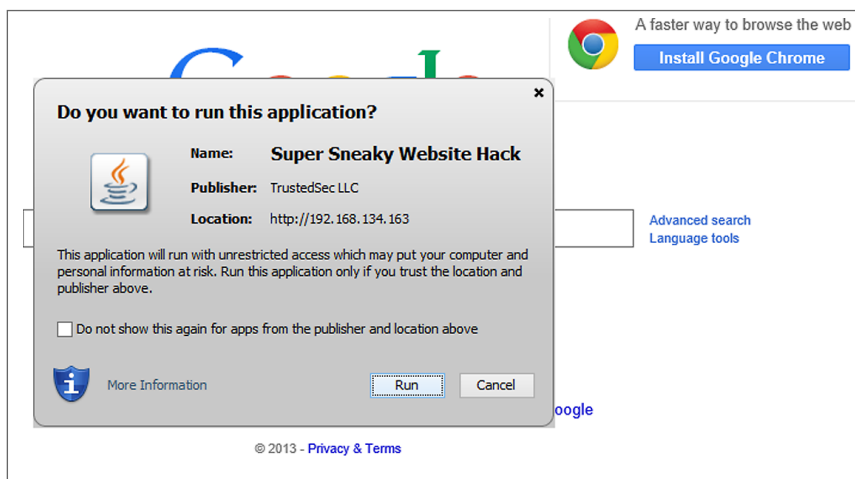 A faster way to browse the web
Install Google Chrome
Do you want to run this application?
Name: Super Sneaky Website Hack
Publisher: TrustedSec LLC
Location: http://192.168.134.163
Advanced search
Language tools
This application will run with unrestricted access which may put your computer and
personal information at risk. Run this application only if you trust the location and
publisher above.
Do not show this again for apps from the publisher and location above
More Information
Run
Cancel
oogle
© 2013 - Privacy & Terms